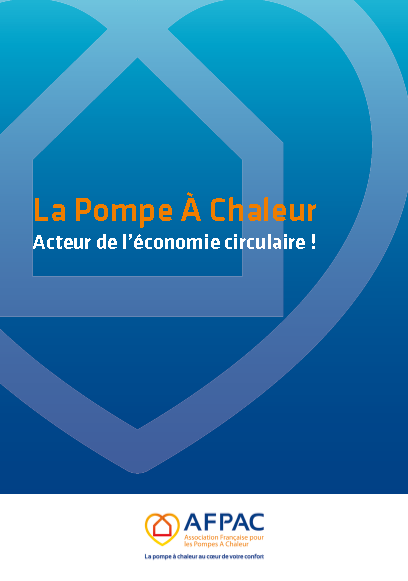 La Pompe À Chaleur
Acteur de l'économie circulaire !
AFPAC
Association Française pour
les Pompes À Chaleur
La pompe à chaleur au cœur de votre confort